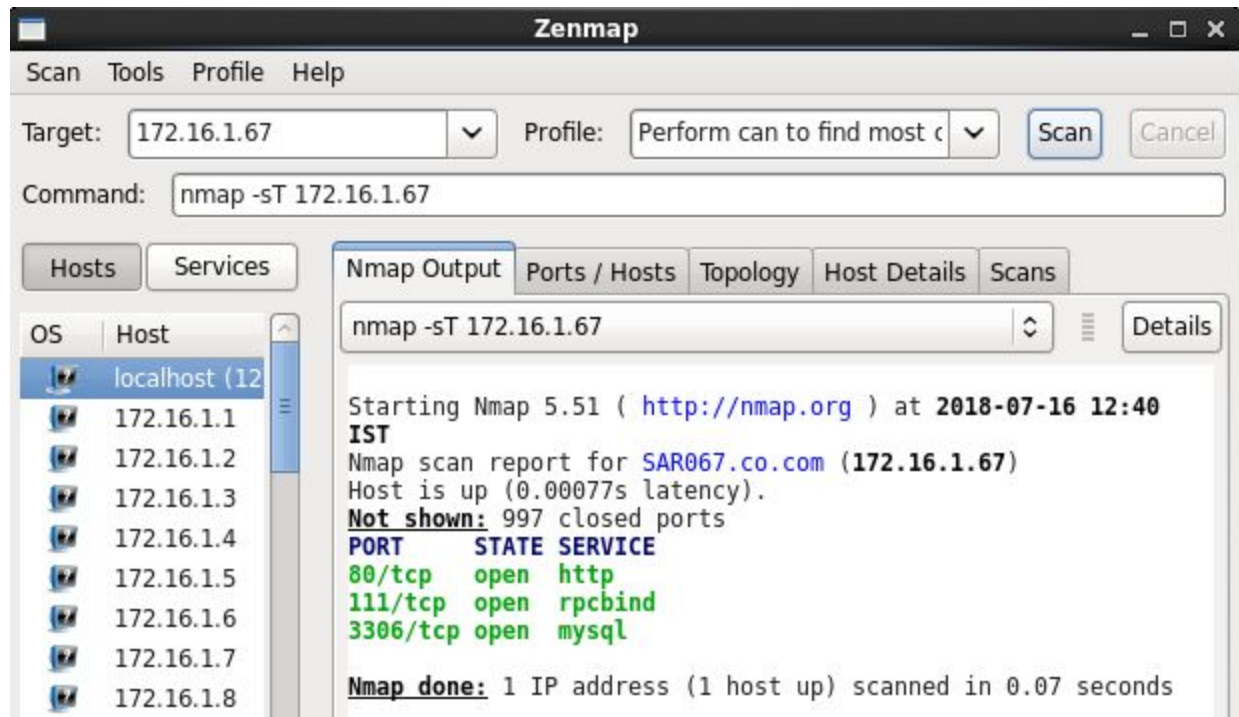 Zenmap
Scan Tools Profile Help
Target: 172.16.1.67 Profile: Perform can to find most c Scan Cancel
Command: nmap -sT 172.16.1.67
Hosts Services
Nmap Output Ports / Hosts Topology Host Details Scans
nmap -sT 172.16.1.67 Details
OS Host
localhost (12
172.16.1.1
172.16.1.2
172.16.1.3
172.16.1.4
172.16.1.5
172.16.1.6
172.16.1.7
172.16.1.8
Starting Nmap 5.51 ( http://nmap.org ) at 2018-07-16 12:40
IST
Nmap scan report for SAR067.co.com (172.16.1.67)
Host is up (0.00077s latency).
Not shown: 997 closed ports
PORT STATE SERVICE
80/tcp open http
111/tcp open rpcbind
3306/tcp open mysql
Nmap done: 1 IP address (1 host up) scanned in 0.07 seconds